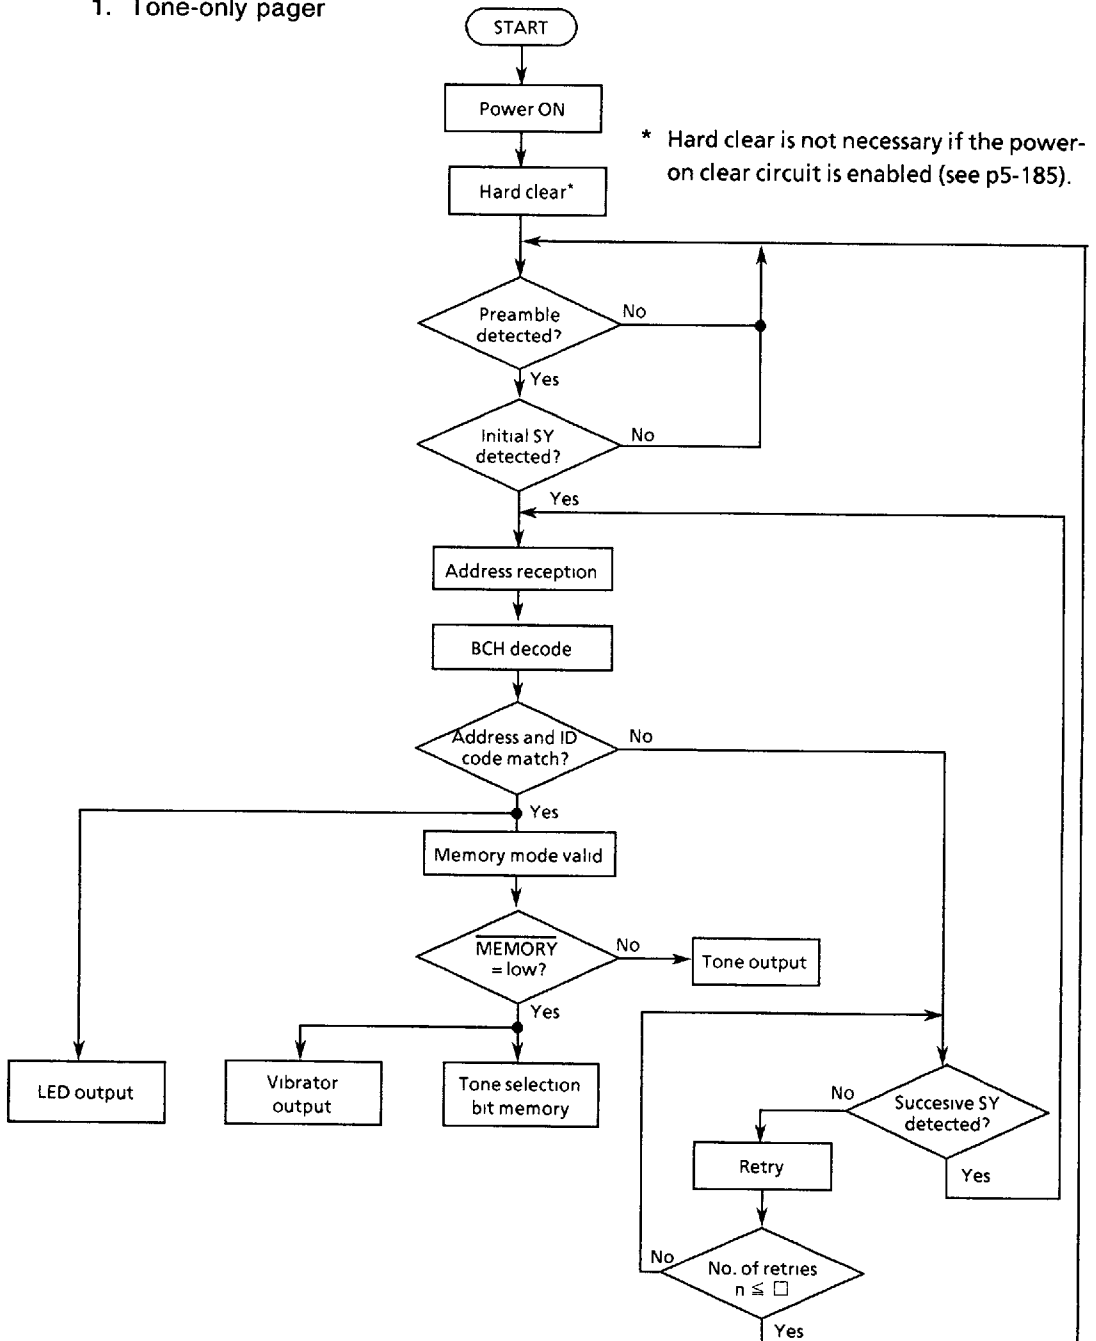 1. Tone-only pager
START
Power ON
* Hard clear is not necessary if the power-
on clear circuit is enabled (see p5-185).
Hard clear*
Preamble
detected?
No
Yes
Initial SY
detected?
No
Yes
Address reception
BCH decode
Address and ID
code match?
No
Yes
Memory mode valid
MEMORY
= low?
No
Tone output
Yes
LED output
Vibrator
output
Tone selection
bit memory
No
Succesive SY
detected?
Retry
Yes
No
No. of retries
n ≦ □
Yes